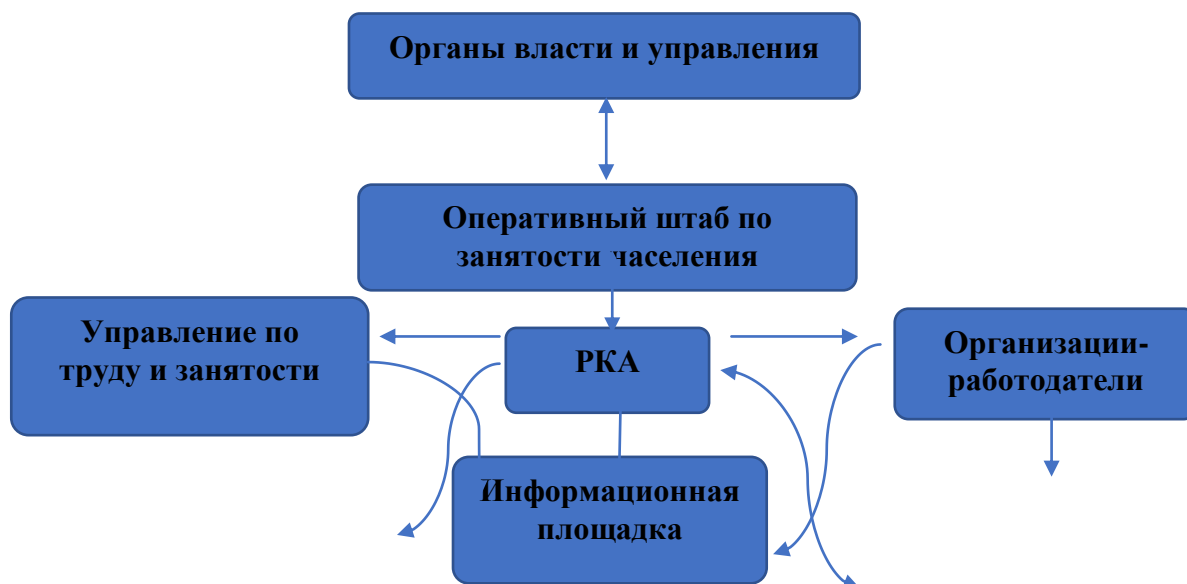 Органы власти и управления
Оперативный штаб по
занятости часеления
Управление по
труду и занятости
РКА
Организации-
работодатели
Информационная
площадка